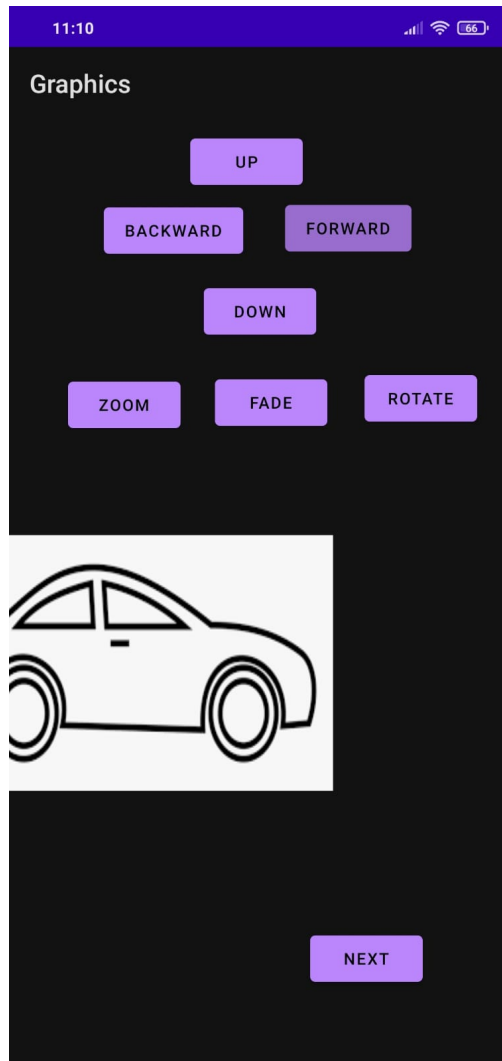 11:10
66
Graphics
UP
BACKWARD FORWARD
DOWN
ZOOM FADE ROTATE
NEXT